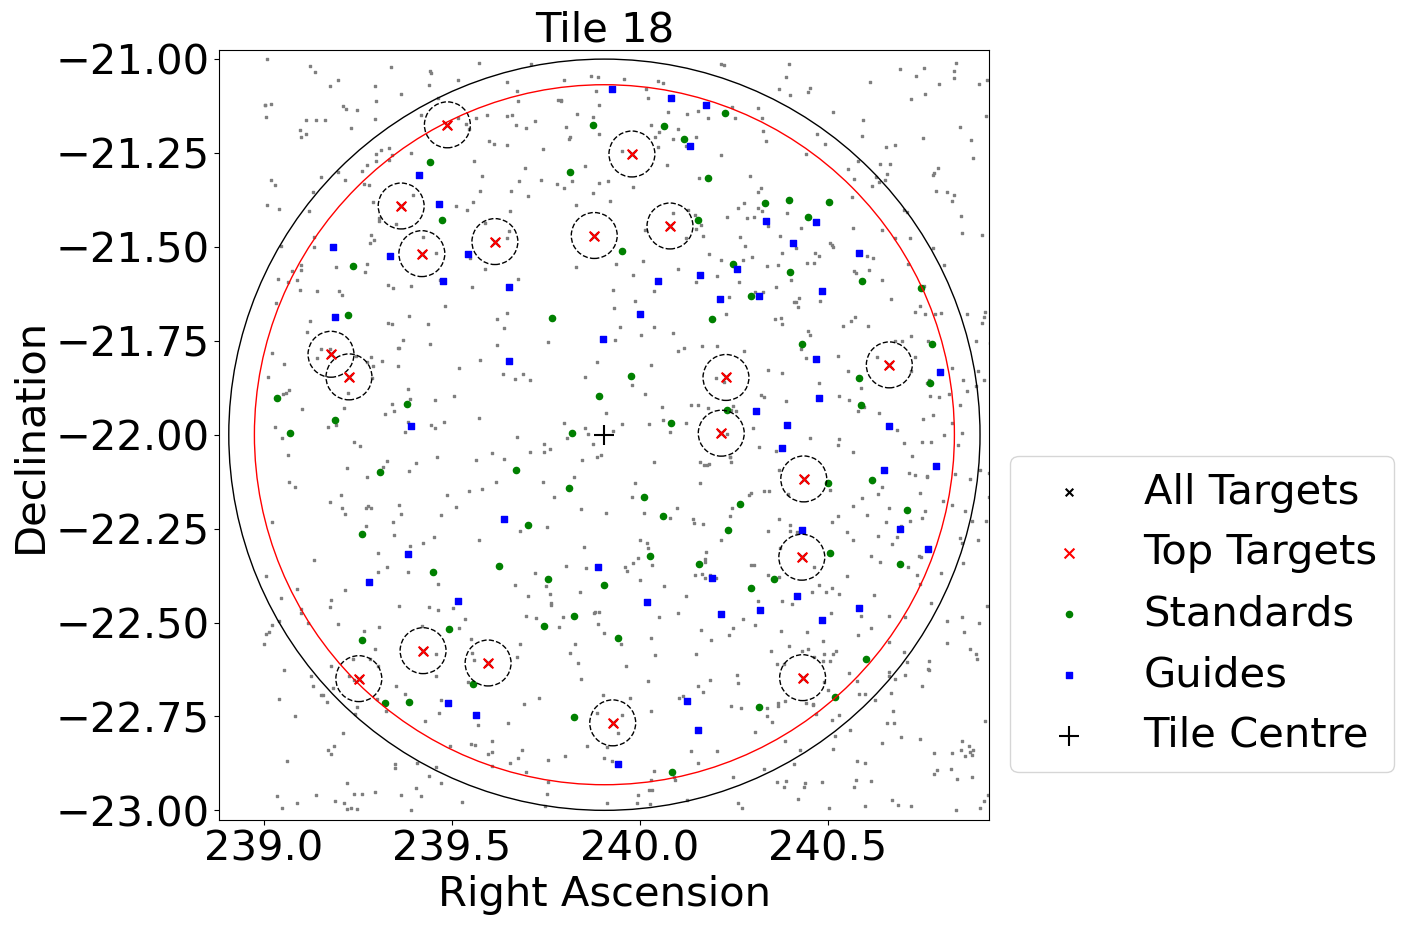 Tile 18
−21.00
−21.25
−21.50
−21.75
−22.00
−22.25
−22.50
−22.75
−23.00
Declination
239.0 239.5 240.0 240.5
Right Ascension
All Targets
Top Targets
Standards
Guides
Tile Centre